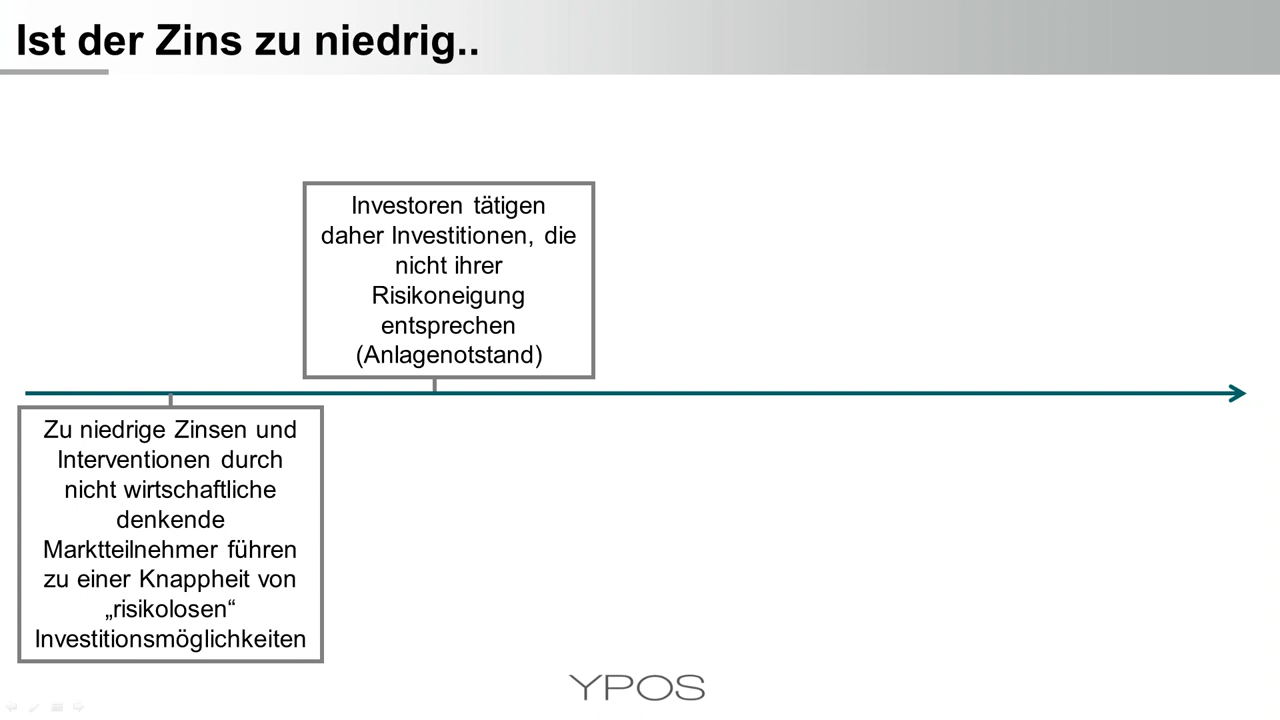 Ist der Zins zu niedrig..
Investoren tätigen
daher Investitionen, die
nicht ihrer
Risikoneigung
entsprechen
(Anlagenotstand)
Zu niedrige Zinsen und
Interventionen durch
nicht wirtschaftliche
denkende
Marktteilnehmer führen
zu einer Knappheit von
„risikolosen“
Investitionsmöglichkeiten
YPOS